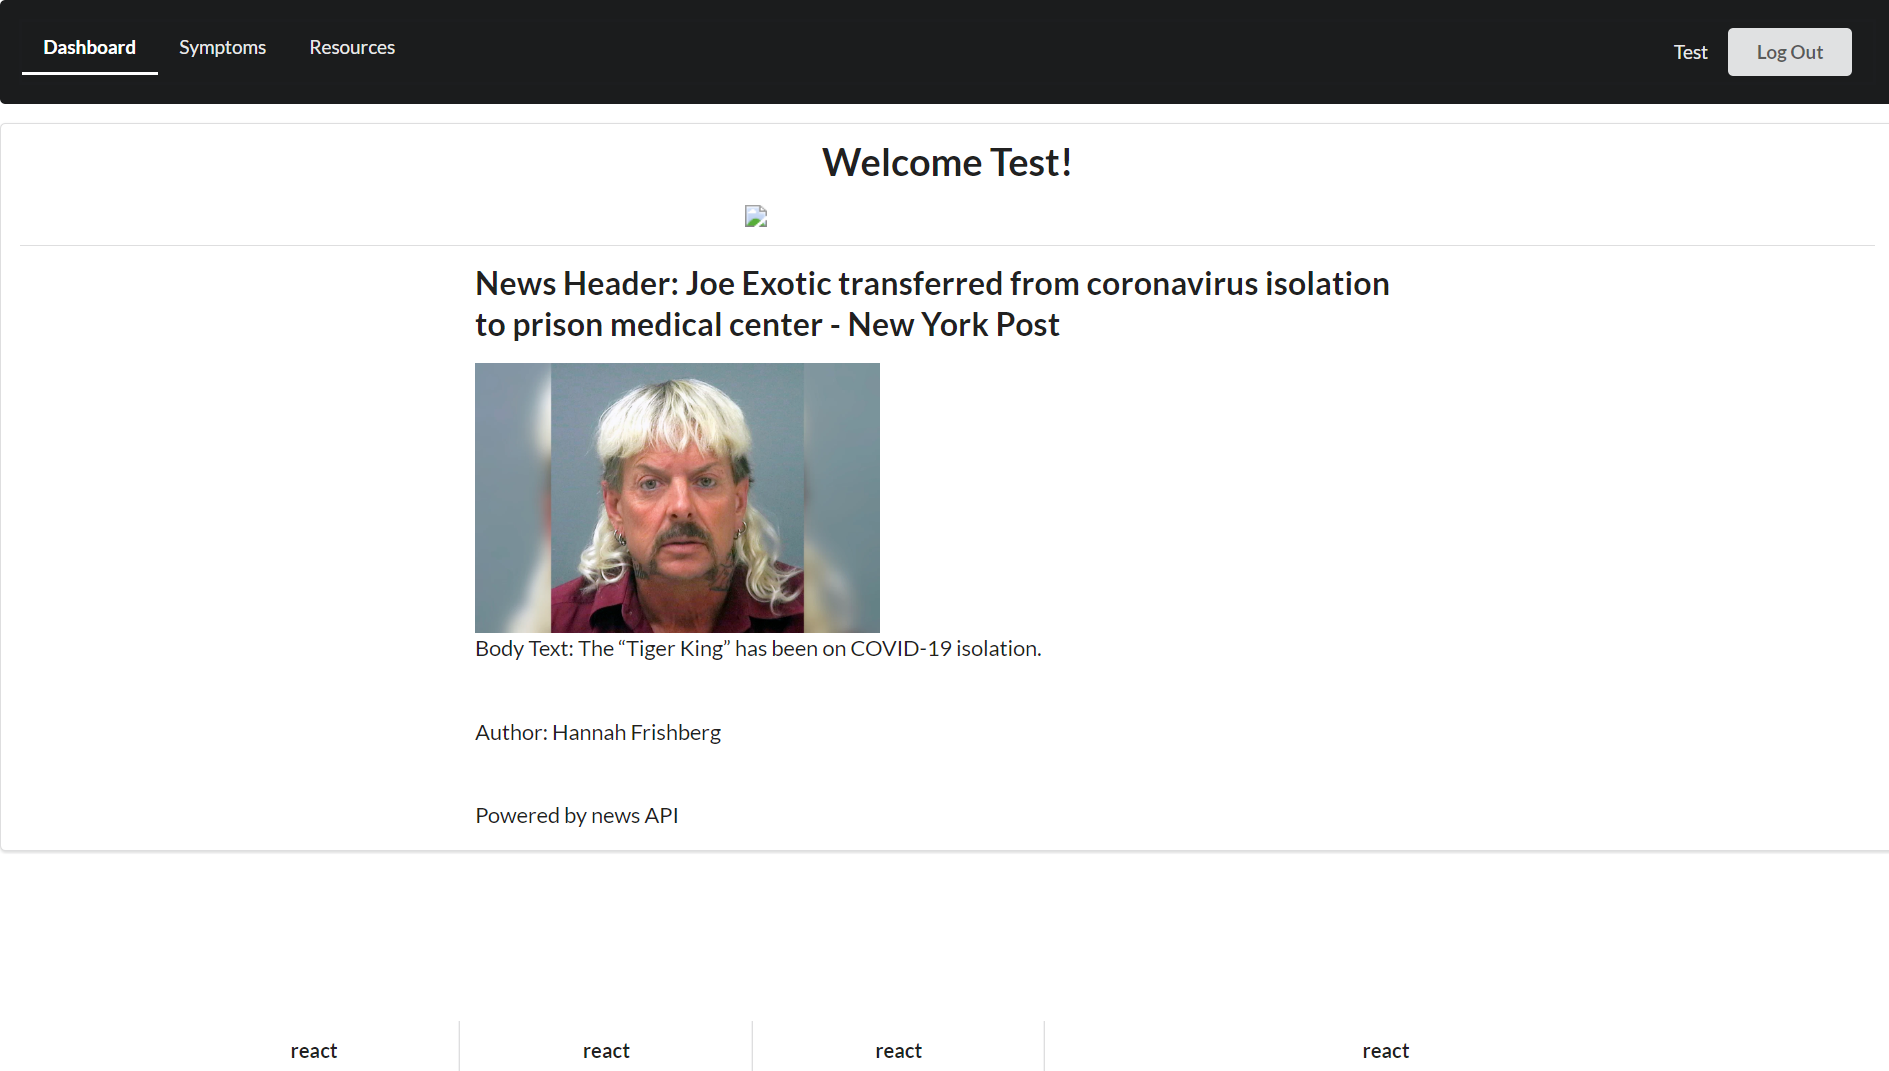 Dashboard Symptoms Resources Test Log Out
Welcome Test!
News Header: Joe Exotic transferred from coronavirus isolation
to prison medical center - New York Post
Body Text: The “Tiger King” has been on COVID-19 isolation.
Author: Hannah Frishberg
Powered by news API
react react react react